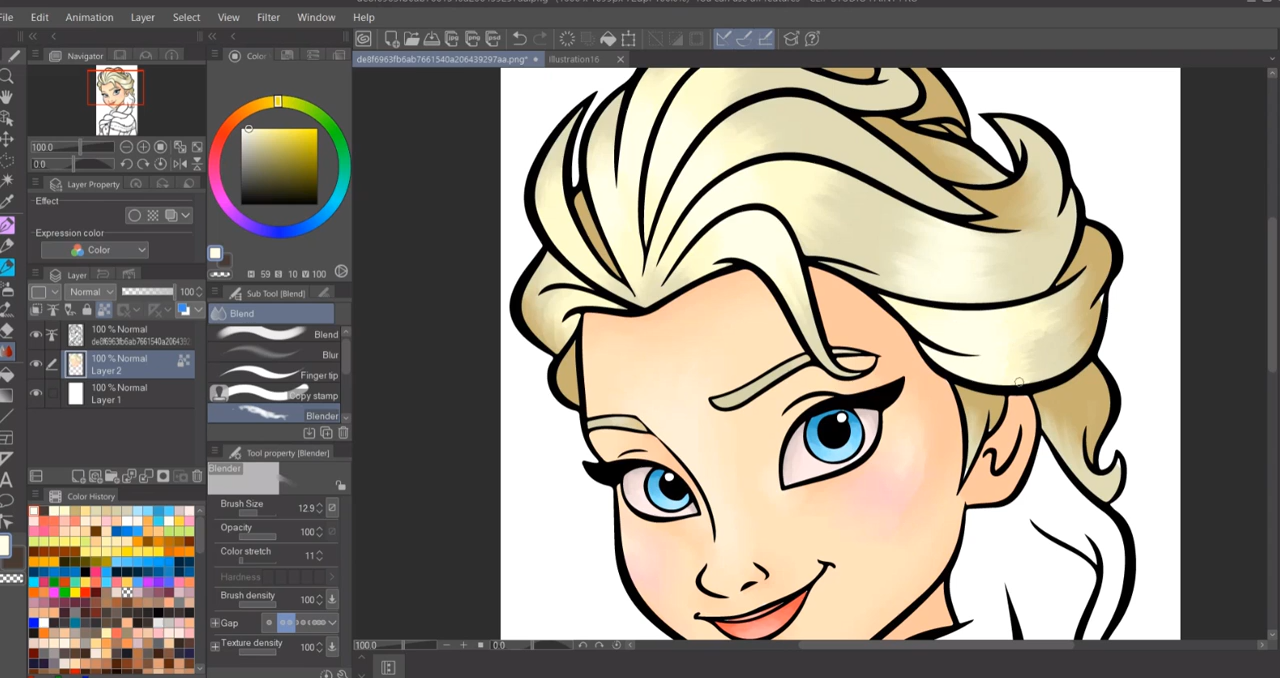 File Edit Animation Layer Select View Filter Window Help
Navigator
Color
de8f6963fb6ab7661540a206439297aa.png*
Illustration16
100.0
0.0
Layer Property
Effect
Expression color
Color
H 59 S 10 V 100
Layer
Normal
100
Sub Tool [Blend]
Blend
Blend
Blur
Finger tip
Copy stamp
Blender
100 % Normal
de8f6963fb6ab7661540a2064392
100 % Normal
Layer 2
100 % Normal
Layer 1
Tool property [Blender]
Blender
Brush Size
12.9
Opacity
100
Color stretch
11
Hardness
Brush density
100
Gap
Texture density
100
Color History
100.0
0.0